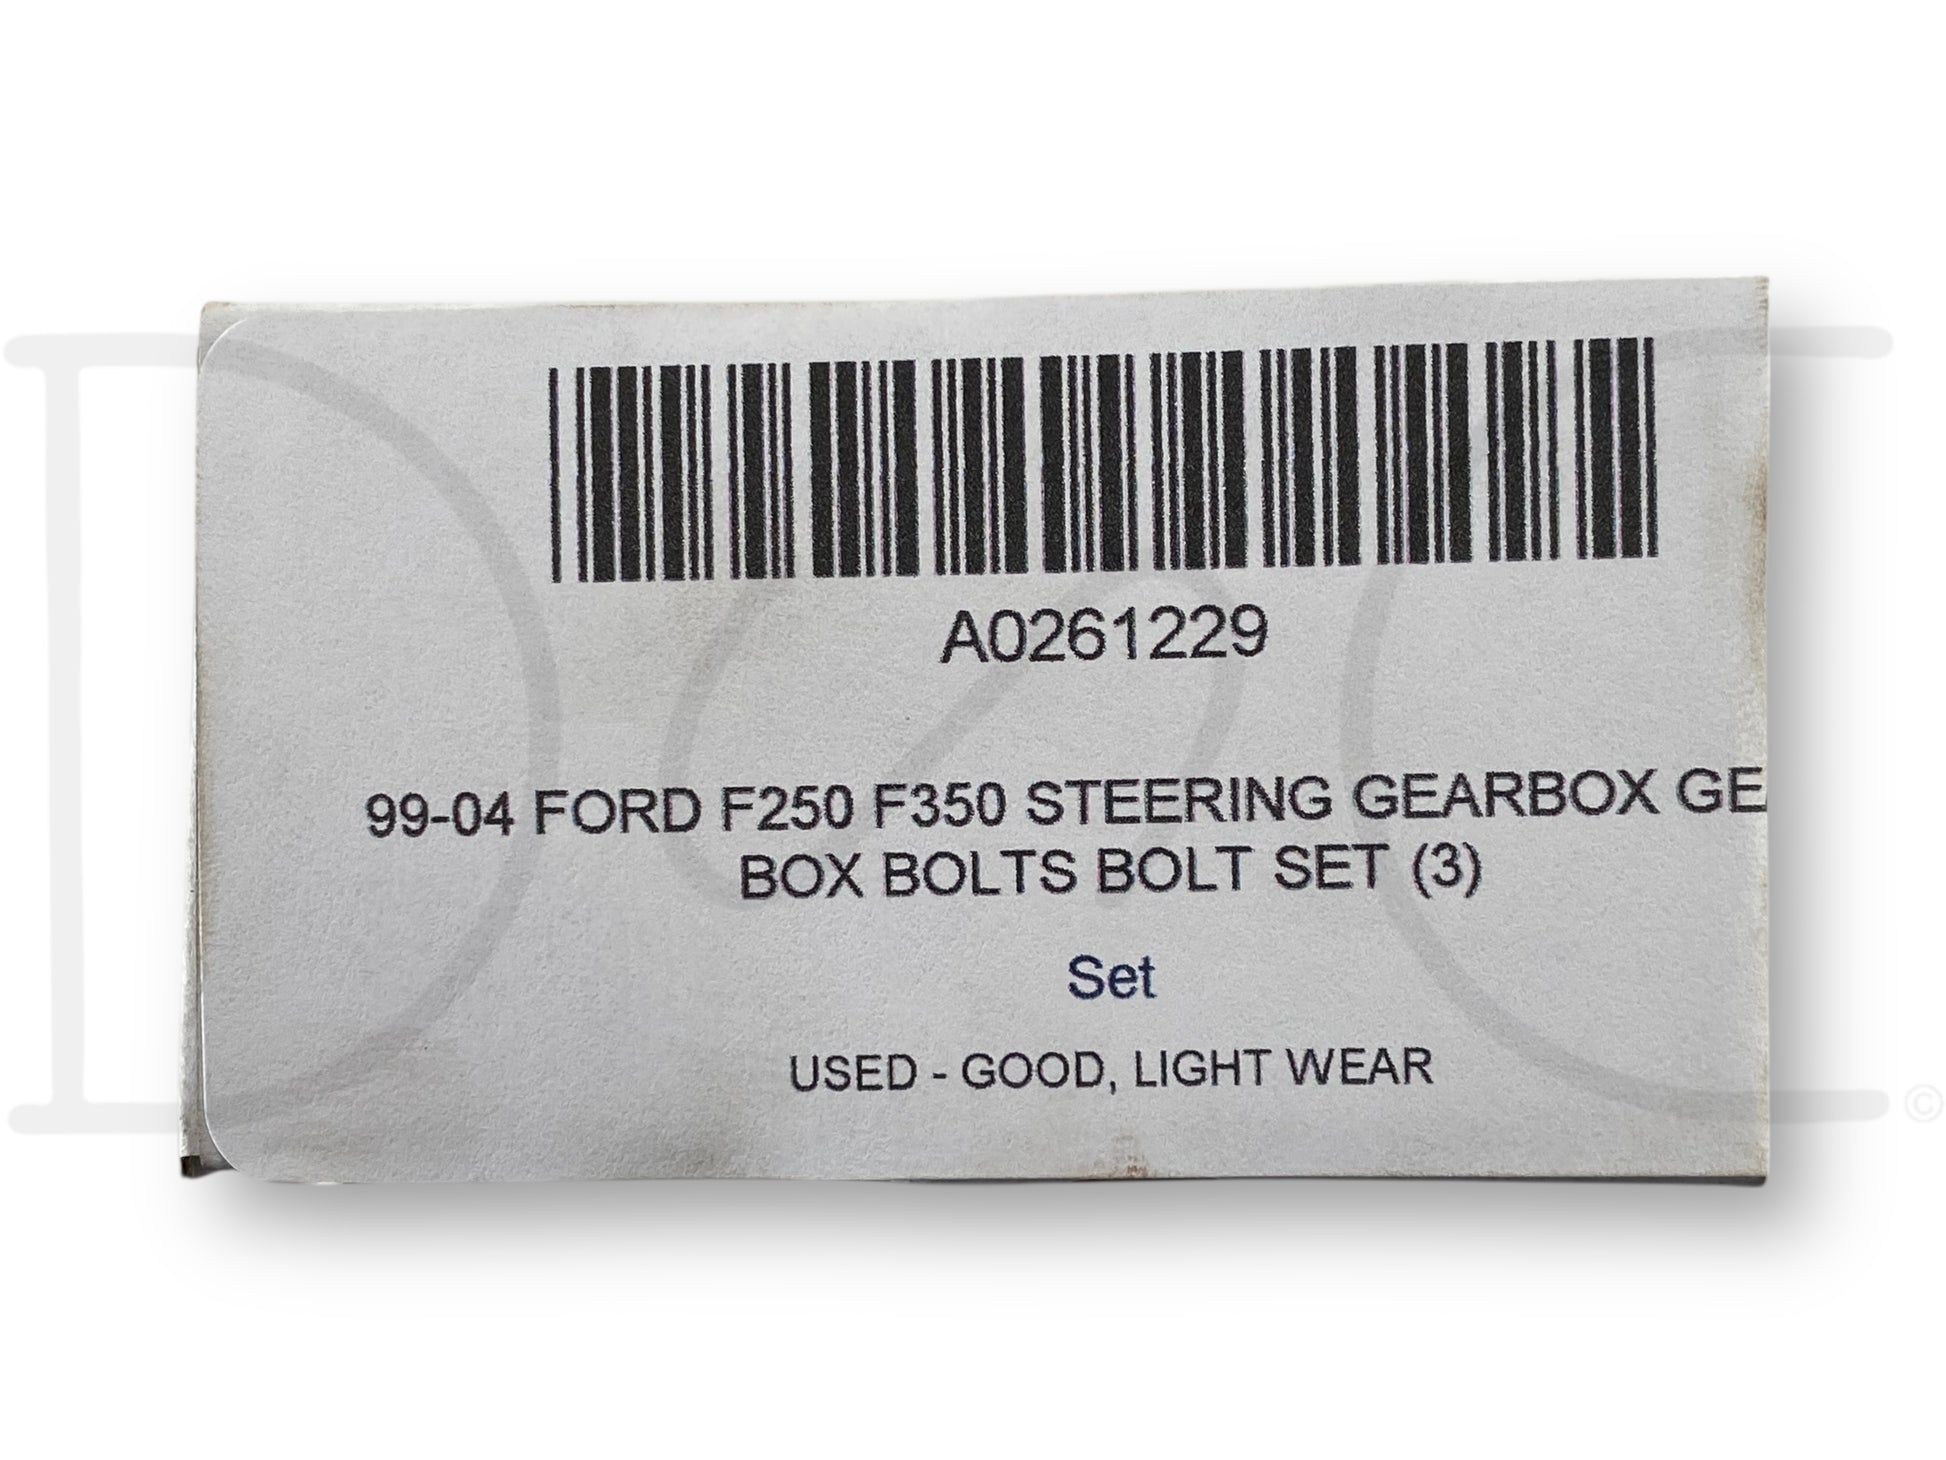 A0261229
99-04 FORD F250 F350 STEERING GEARBOX GE
BOX BOLTS BOLT SET (3)
Set
USED - GOOD, LIGHT WEAR
©